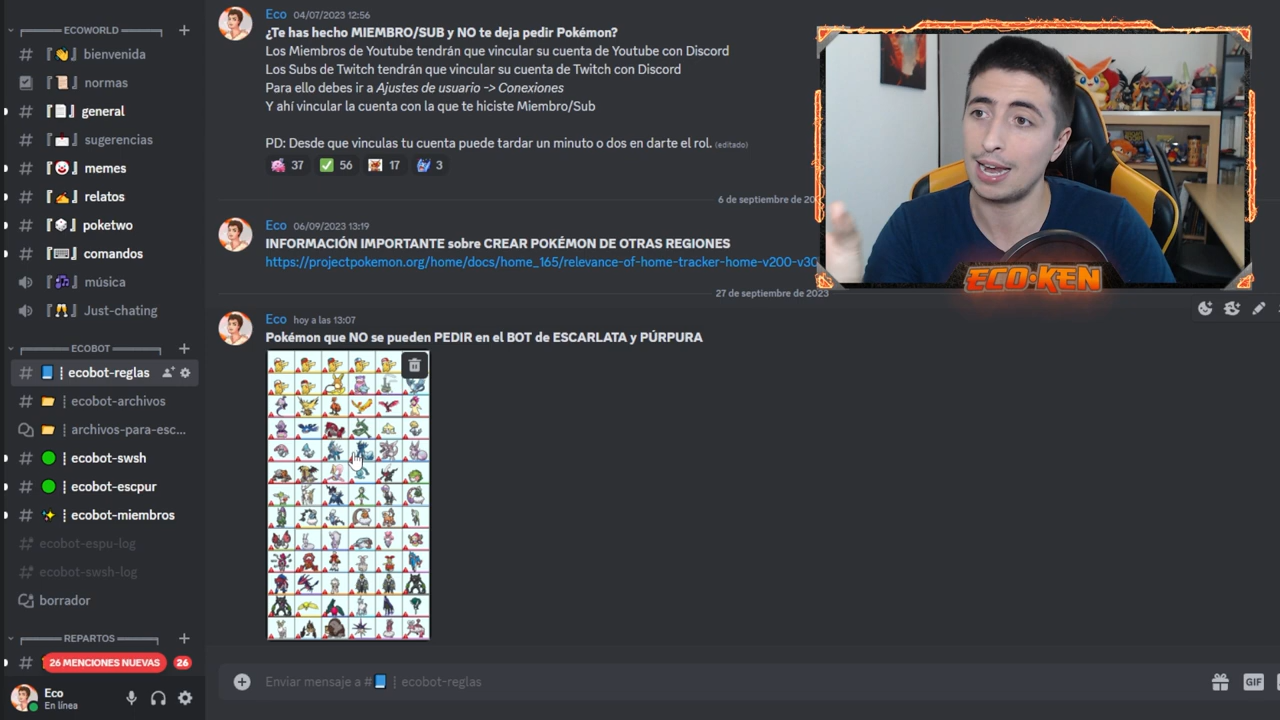 ECOWORLD
bienvenida
normas
general
sugerencias
memes
relatos
poketwo
comandos
música
Just-chating
ECOBOT
ecobot-reglas
ecobot-archivos
archivos-para-esc...
ecobot-swsh
ecobot-escpur
ecobot-miembros
ecobot-espu-log
ecobot-swsh-log
borrador
REPARTOS
26 MENCIONES NUEVAS
26
Eco
En línea
Eco 04/07/2023 12:56
¿Te has hecho MIEMBRO/SUB y NO te deja pedir Pokémon?
Los Miembros de Youtube tendrán que vincular su cuenta de Youtube con Discord
Los Subs de Twitch tendrán que vincular su cuenta de Twitch con Discord
Para ello debes ir a Ajustes de usuario -> Conexiones
Y ahí vincular la cuenta con la que te hiciste Miembro/Sub
PD: Desde que vinculas tu cuenta puede tardar un minuto o dos en darte el rol. (editado)
37 56 17 3
6 de septiembre de 20
Eco 06/09/2023 13:19
INFORMACIÓN IMPORTANTE sobre CREAR POKÉMON DE OTRAS REGIONES
https://projectpokemon.org/home/docs/home_165/relevance-of-home-tracker-home-v200-v30
27 de septiembre de 2023
Eco hoy a las 13:07
Pokémon que NO se pueden PEDIR en el BOT de ESCARLATA y PÚRPURA
Enviar mensaje a #┆ecobot-reglas
GIF
ECO·KEN